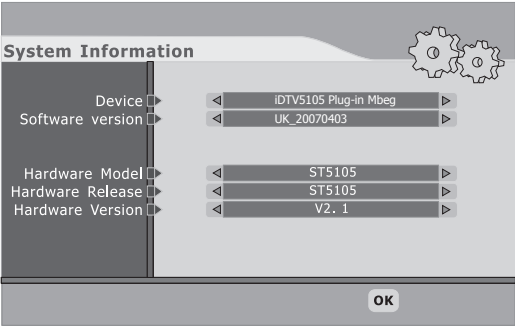 System Information
Device iDTV5105 Plug-in Mbeg
Software version UK_20070403
Hardware Model ST5105
Hardware Release ST5105
Hardware Version V2. 1
OK